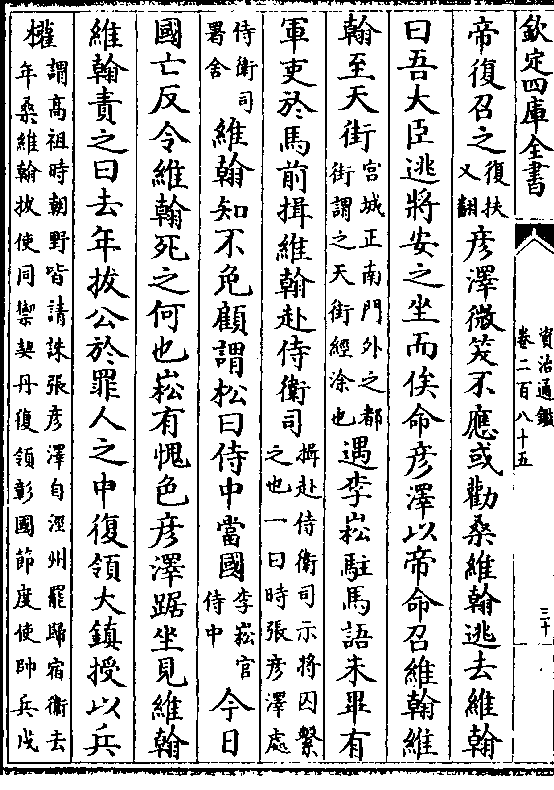 欽定四庫全書
資治通鑑
卷二百八十五
三十
帝復召之復扶又翻彥澤微笑不應或勸桑維翰逃去維翰
曰吾大臣逃將安之坐而俟命彥澤以帝命召維翰維
翰至天街宮城正南門外之都街謂之天街經涂也遇李崧駐馬語未畢有
軍吏於馬前揖維翰赴侍衛司揖赴侍衛司示將囚繫之也一曰時張彥澤處
侍衛司署舍維翰知不免顧謂松曰侍中當國李崧官侍中今日
國亡反令維翰死之何也崧有愧色彥澤踞坐見維翰
維翰責之曰去年拔公於罪人之中復領大鎮授以兵
權謂高祖時朝野皆請誅張彥澤自涇州罷歸宿衛去年桑維翰拔使同禦契丹復領彰國節度使帥兵戍